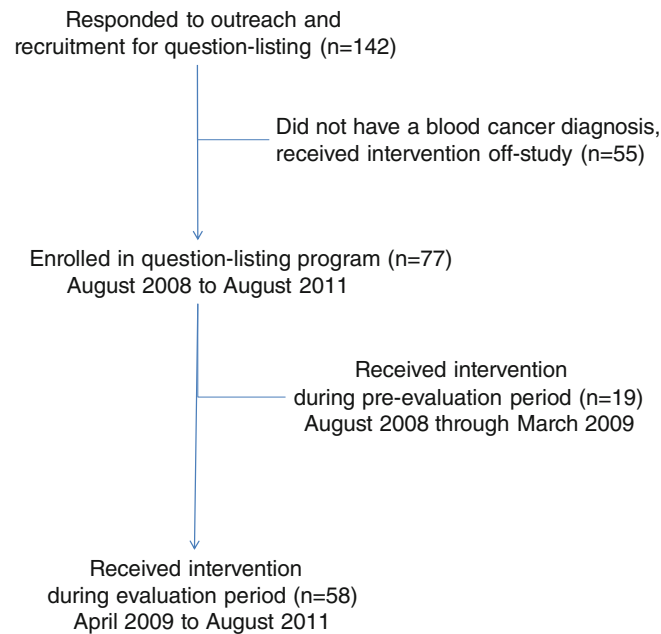 Responded to outreach and
recruitment for question-listing (n=142)
Did not have a blood cancer diagnosis,
received intervention off-study (n=55)
Enrolled in question-listing program (n=77)
August 2008 to August 2011
Received intervention
during pre-evaluation period (n=19)
August 2008 through March 2009
Received intervention
during evaluation period (n=58)
April 2009 to August 2011